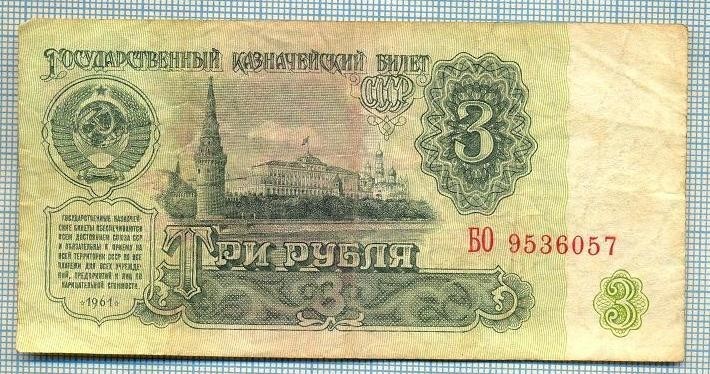 Государственный казначейский билет
СССР
3
ГОСУДАРСТВЕННЫЕ КАЗНАЧЕЙ-
СКИЕ БИЛЕТЫ ОБЕСПЕЧИВАЮТСЯ
ВСЕМ ДОСТОЯНИЕМ СОЮЗА ССР
И ОБЯЗАТЕЛЬНЫ К ПРИЕМУ НА
ВСЕЙ ТЕРРИТОРИИ СССР ВО ВСЕ
ПЛАТЕЖИ ДЛЯ ВСЕХ УЧРЕЖДЕ-
НИЙ, ПРЕДПРИЯТИЙ И ЛИЦ ПО
НАРИЦАТЕЛЬНОЙ СТОИМОСТИ.
1961
Три рубля
БО 9536057
3
3